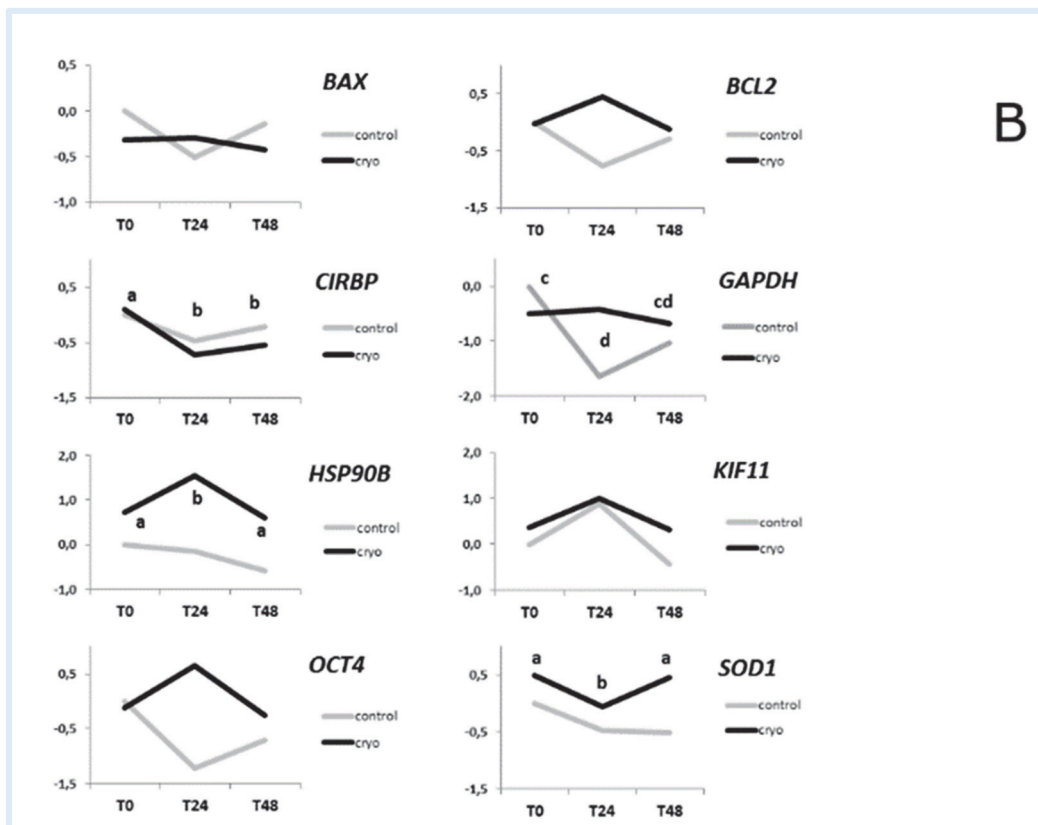 B
0,5
BAX
0,0
control
-0,5
cryo
-1,0
T0 T24 T48
BCL2
0,5
control
-0,5
cryo
-1,5
T0 T24 T48
CIRBP
0,5
a b b
control
-0,5
cryo
-1,5
T0 T24 T48
GAPDH
0,0
c cd
control
-1,0
d
cryo
-2,0
T0 T24 T48
2,0
HSP90B
1,0
b
a a
control
0,0
cryo
-1,0
T0 T24 T48
2,0
KIF11
1,0
control
0,0
cryo
-1,0
T0 T24 T48
OCT4
0,5
control
-0,5
cryo
-1,5
T0 T24 T48
a a
SOD1
0,5
b
control
-0,5
cryo
-1,5
T0 T24 T48